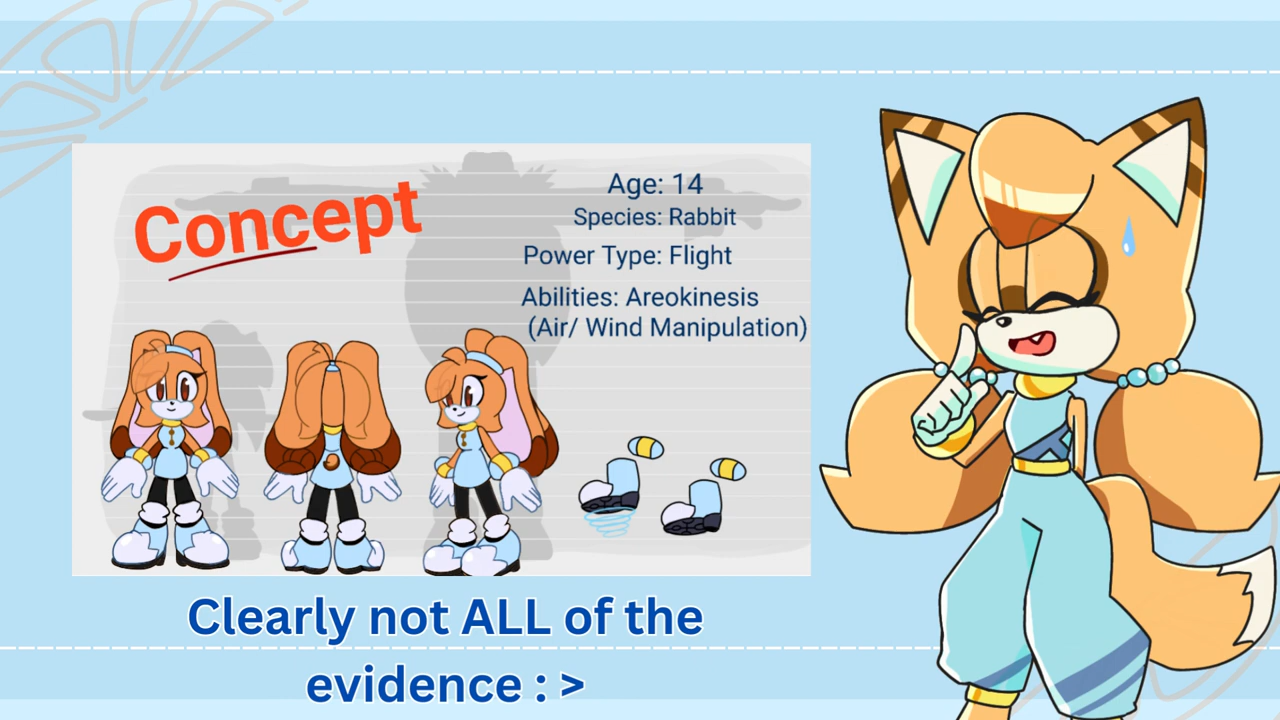 Concept
Age: 14
Species: Rabbit
Power Type: Flight
Abilities: Areokinesis
(Air/ Wind Manipulation)
Clearly not ALL of the
evidence : >